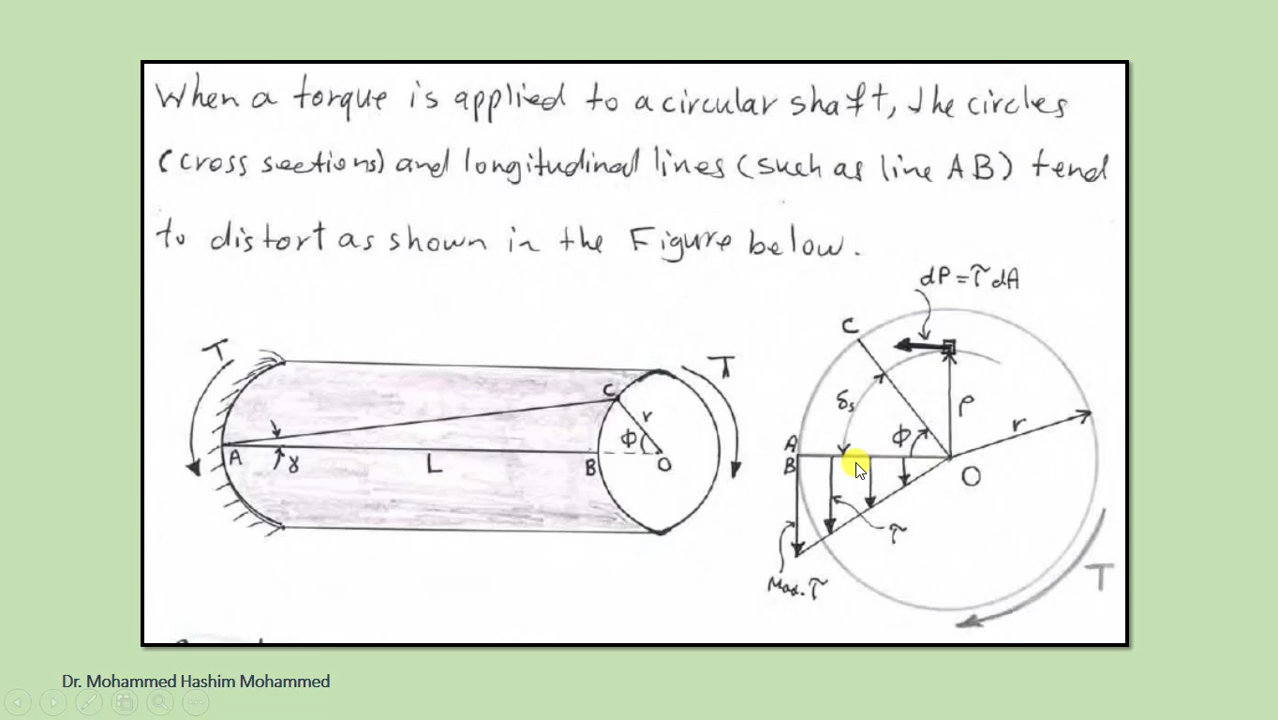 When a torque is applied to a circular shaft, the circles
(cross sections) and longitudinal lines (such as line AB) tend
to distort as shown in the Figure below.
dP = τ dA
T
T
C
r
φ
A
γ
L
B
O
C
δs
ρ
φ
r
A
B
O
τ
Max. τ
T
Dr. Mohammed Hashim Mohammed